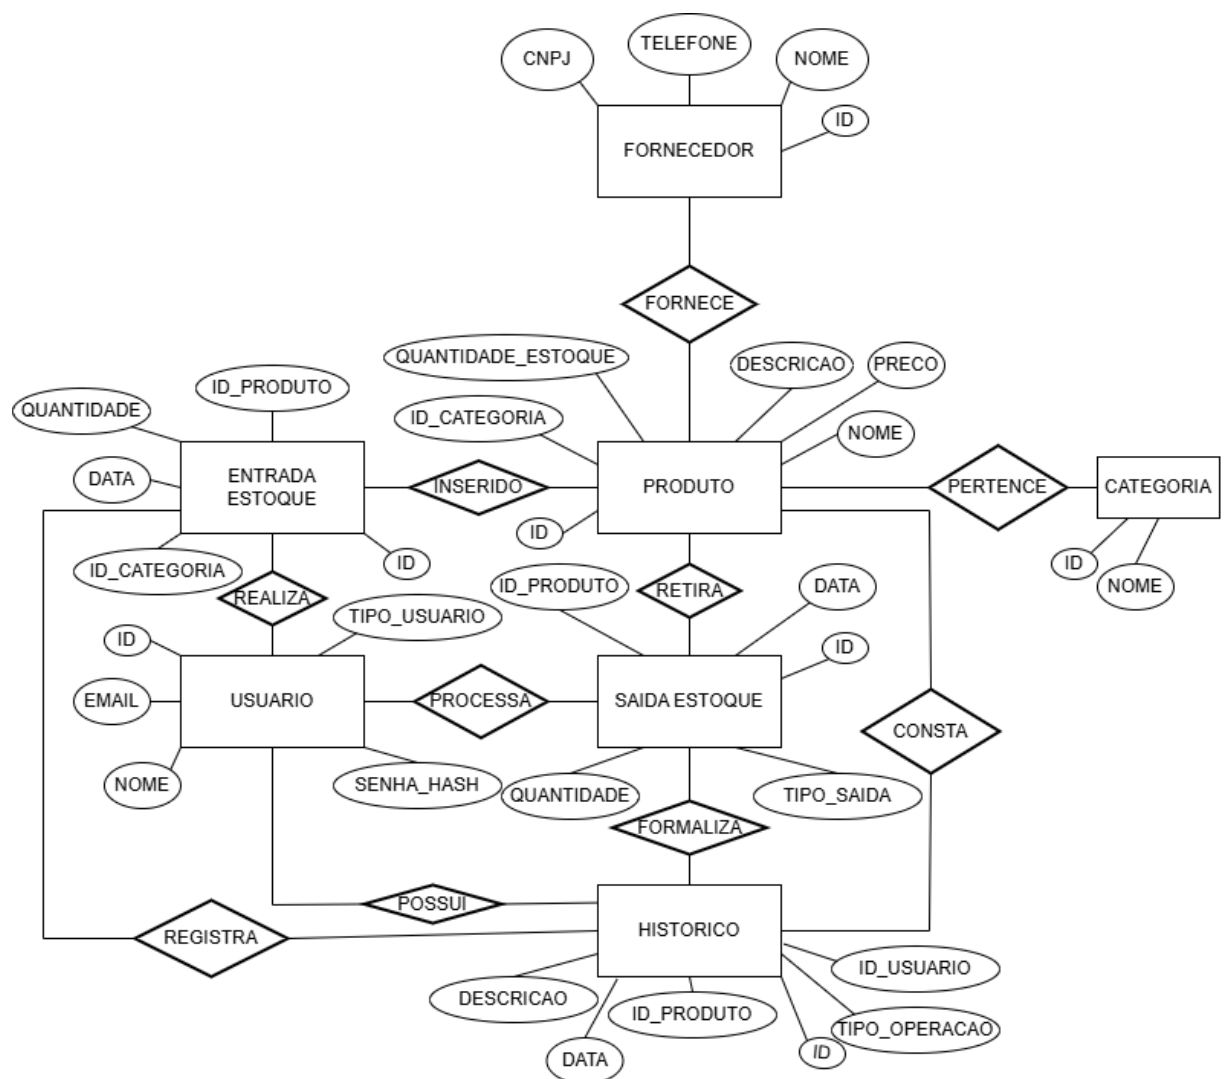 TELEFONE
CNPJ
NOME
ID
FORNECEDOR
FORNECE
QUANTIDADE_ESTOQUE
DESCRICAO
PRECO
ID_PRODUTO
QUANTIDADE
ID_CATEGORIA
NOME
DATA
ENTRADA
ESTOQUE
INSERIDO
PRODUTO
PERTENCE
CATEGORIA
ID
ID_CATEGORIA
ID
ID
NOME
REALIZA
ID_PRODUTO
RETIRA
DATA
TIPO_USUARIO
ID
ID
EMAIL
USUARIO
PROCESSA
SAIDA ESTOQUE
CONSTA
NOME
SENHA_HASH
QUANTIDADE
TIPO_SAIDA
FORMALIZA
POSSUI
REGISTRA
HISTORICO
ID_USUARIO
DESCRICAO
ID_PRODUTO
TIPO_OPERACAO
DATA
ID